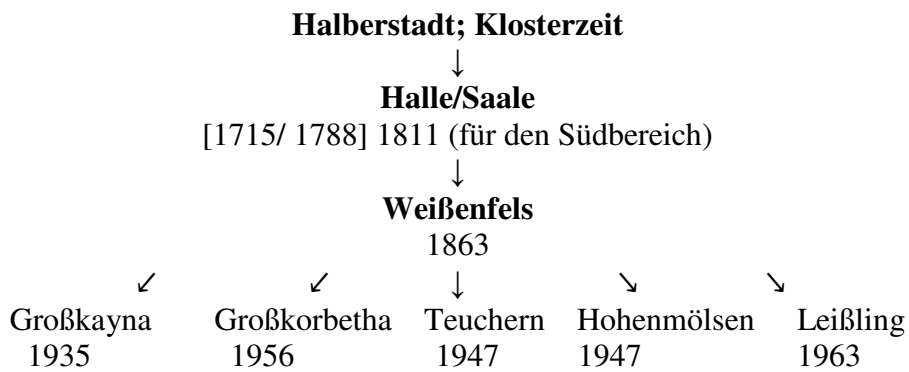 Halberstadt; Klosterzeit
↓
Halle/Saale
[1715/ 1788] 1811 (für den Südbereich)
↓
Weißenfels
1863
↙ ↙ ↓ ↘ ↘
Großkayna Großkorbetha Teuchern Hohenmölsen Leißling
1935 1956 1947 1947 1963